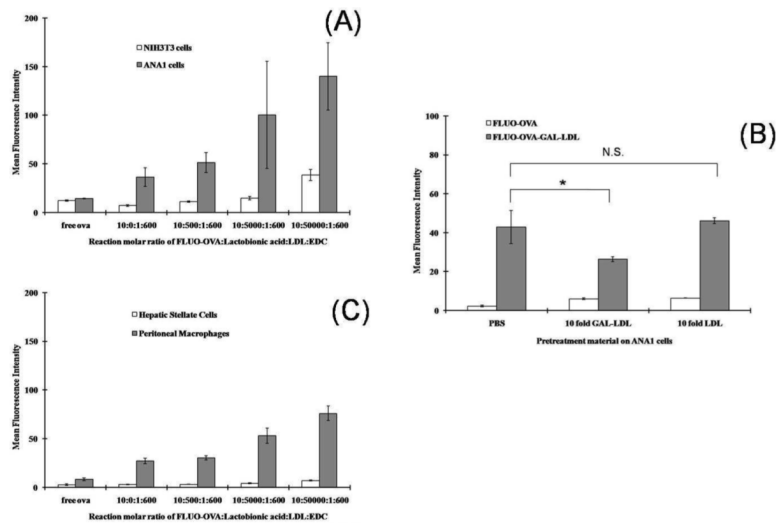 (A)
NIH3T3 cells
ANA1 cells
Mean Fluorescence Intensity
200
150
100
50
0
free ova 10:0:1:600 10:500:1:600 10:5000:1:600 10:50000:1:600
Reaction molar ratio of FLUO-OVA:Lactobionic acid:LDL:EDC
(B)
FLUO-OVA
FLUO-OVA-GAL-LDL
N.S.
*
Mean Fluorescence Intensity
100
80
60
40
20
0
PBS 10 fold GAL-LDL 10 fold LDL
Pretreatment material on ANA1 cells
(C)
Hepatic Stellate Cells
Peritoneal Macrophages
Mean Fluorescence Intensity
200
150
100
50
0
free ova 10:0:1:600 10:500:1:600 10:5000:1:600 10:50000:1:600
Reaction molar ratio of FLUO-OVA:Lactobionic acid:LDL:EDC